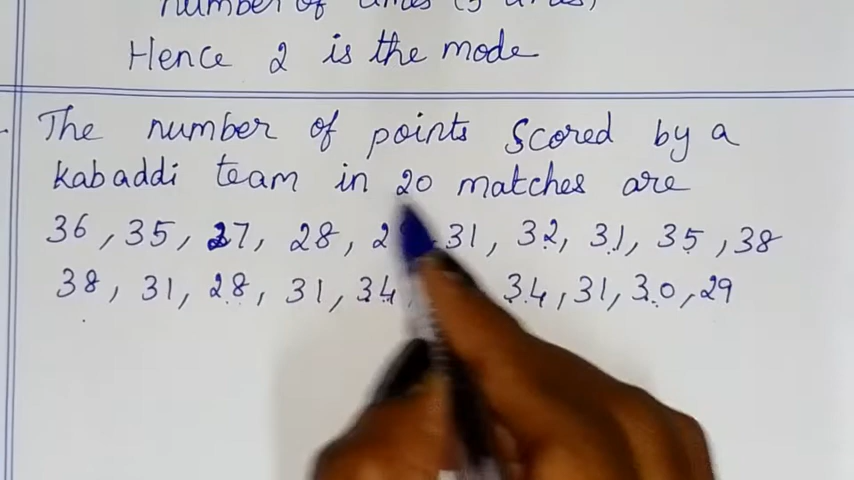 Hence 2 is the mode
The number of points scored by a
kabaddi team in 20 matches are
36, 35, 27, 28, 31, 32, 31, 35, 38
38, 31, 28, 31, 34, 34, 31, 30, 29